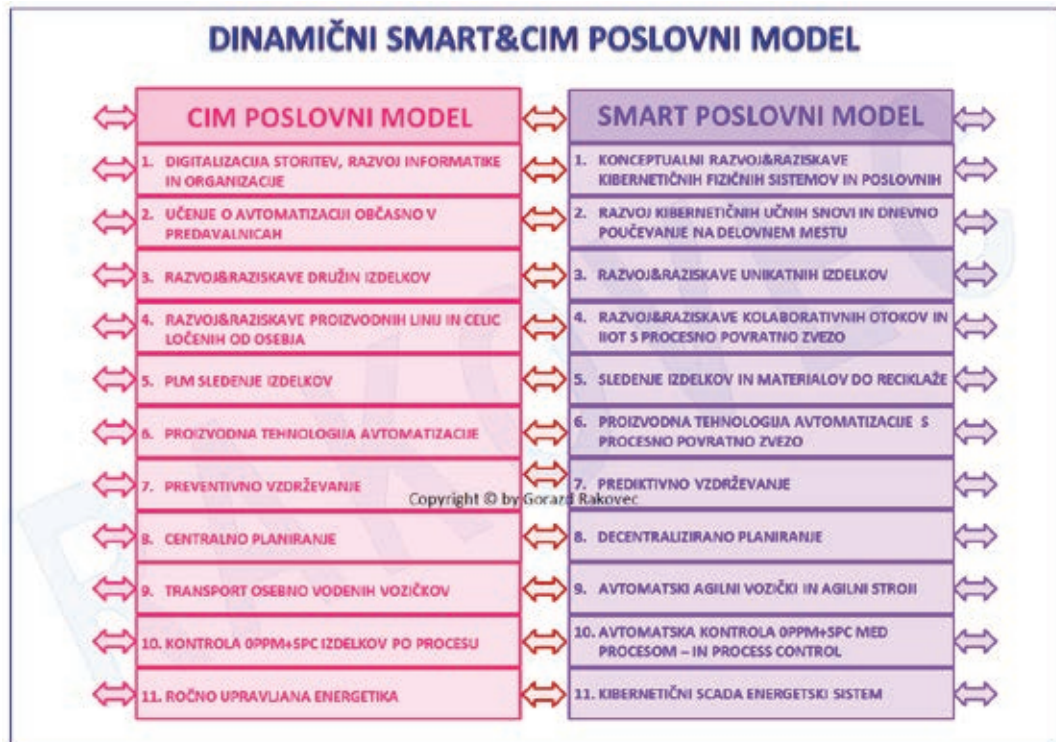 DINAMIČNI SMART&CIM POSLOVNI MODEL
CIM POSLOVNI MODEL
1. DIGITALIZACIJA STORITEV, RAZVOJ INFORMATIKE
IN ORGANIZACIJE
2. UČENJE O AVTOMATIZACIJI OBČASNO V
PREDAVALNICAH
3. RAZVOJ&RAZISKAVE DRUŽIN IZDELKOV
4. RAZVOJ&RAZISKAVE PROIZVODNIH LINIJ IN CELIC
LOČENIH OD OSEBJA
5. PLM SLEDENJE IZDELKOV
6. PROIZVODNA TEHNOLOGIJA AVTOMATIZACIJE
7. PREVENTIVNO VZDRŽEVANJE
8. CENTRALNO PLANIRANJE
9. TRANSPORT OSEBNO VODENIH VOZIČKOV
10. KONTROLA 0PPM+SPC IZDELKOV PO PROCESU
11. ROČNO UPRAVLJANA ENERGETIKA
SMART POSLOVNI MODEL
1. KONCEPTUALNI RAZVOJ&RAZISKAVE
KIBERNETIČNIH FIZIČNIH SISTEMOV IN POSLOVNIH
2. RAZVOJ KIBERNETIČNIH UČNIH SNOVI IN DNEVNO
POUČEVANJE NA DELOVNEM MESTU
3. RAZVOJ&RAZISKAVE UNIKATNIH IZDELKOV
4. RAZVOJ&RAZISKAVE KOLABORATIVNIH OTOKOV IN
IIOT S PROCESNO POVRATNO ZVEZO
5. SLEDENJE IZDELKOV IN MATERIALOV DO RECIKLAŽE
6. PROIZVODNA TEHNOLOGIJA AVTOMATIZACIJE S
PROCESNO POVRATNO ZVEZO
7. PREDIKTIVNO VZDRŽEVANJE
8. DECENTRALIZIRANO PLANIRANJE
9. AVTOMATSKI AGILNI VOZIČKI IN AGILNI STROJI
10. AVTOMATSKA KONTROLA 0PPM+SPC MED
PROCESOM – IN PROCESS CONTROL
11. KIBERNETIČNI SCADA ENERGETSKI SISTEM
Copyright © by Gorazd Rakovec
RAKOVEC